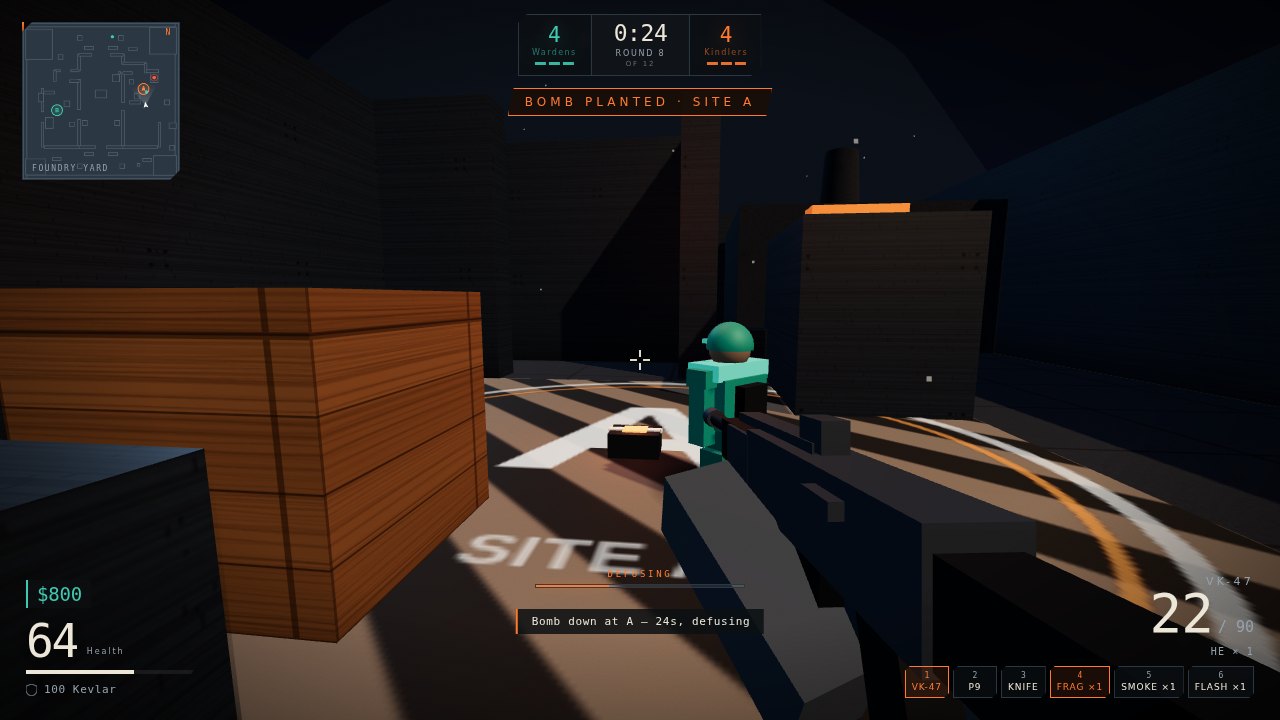 N
FOUNDRY YARD
4
Wardens
0:24
ROUND 8
OF 12
4
Kindlers
BOMB PLANTED · SITE A
A
SITE
DEFUSING
Bomb down at A — 24s, defusing
$800
64 Health
100 Kevlar
VK-47
22 / 90
HE × 1
1 VK-47
2 P9
3 KNIFE
4 FRAG ×1
5 SMOKE ×1
6 FLASH ×1